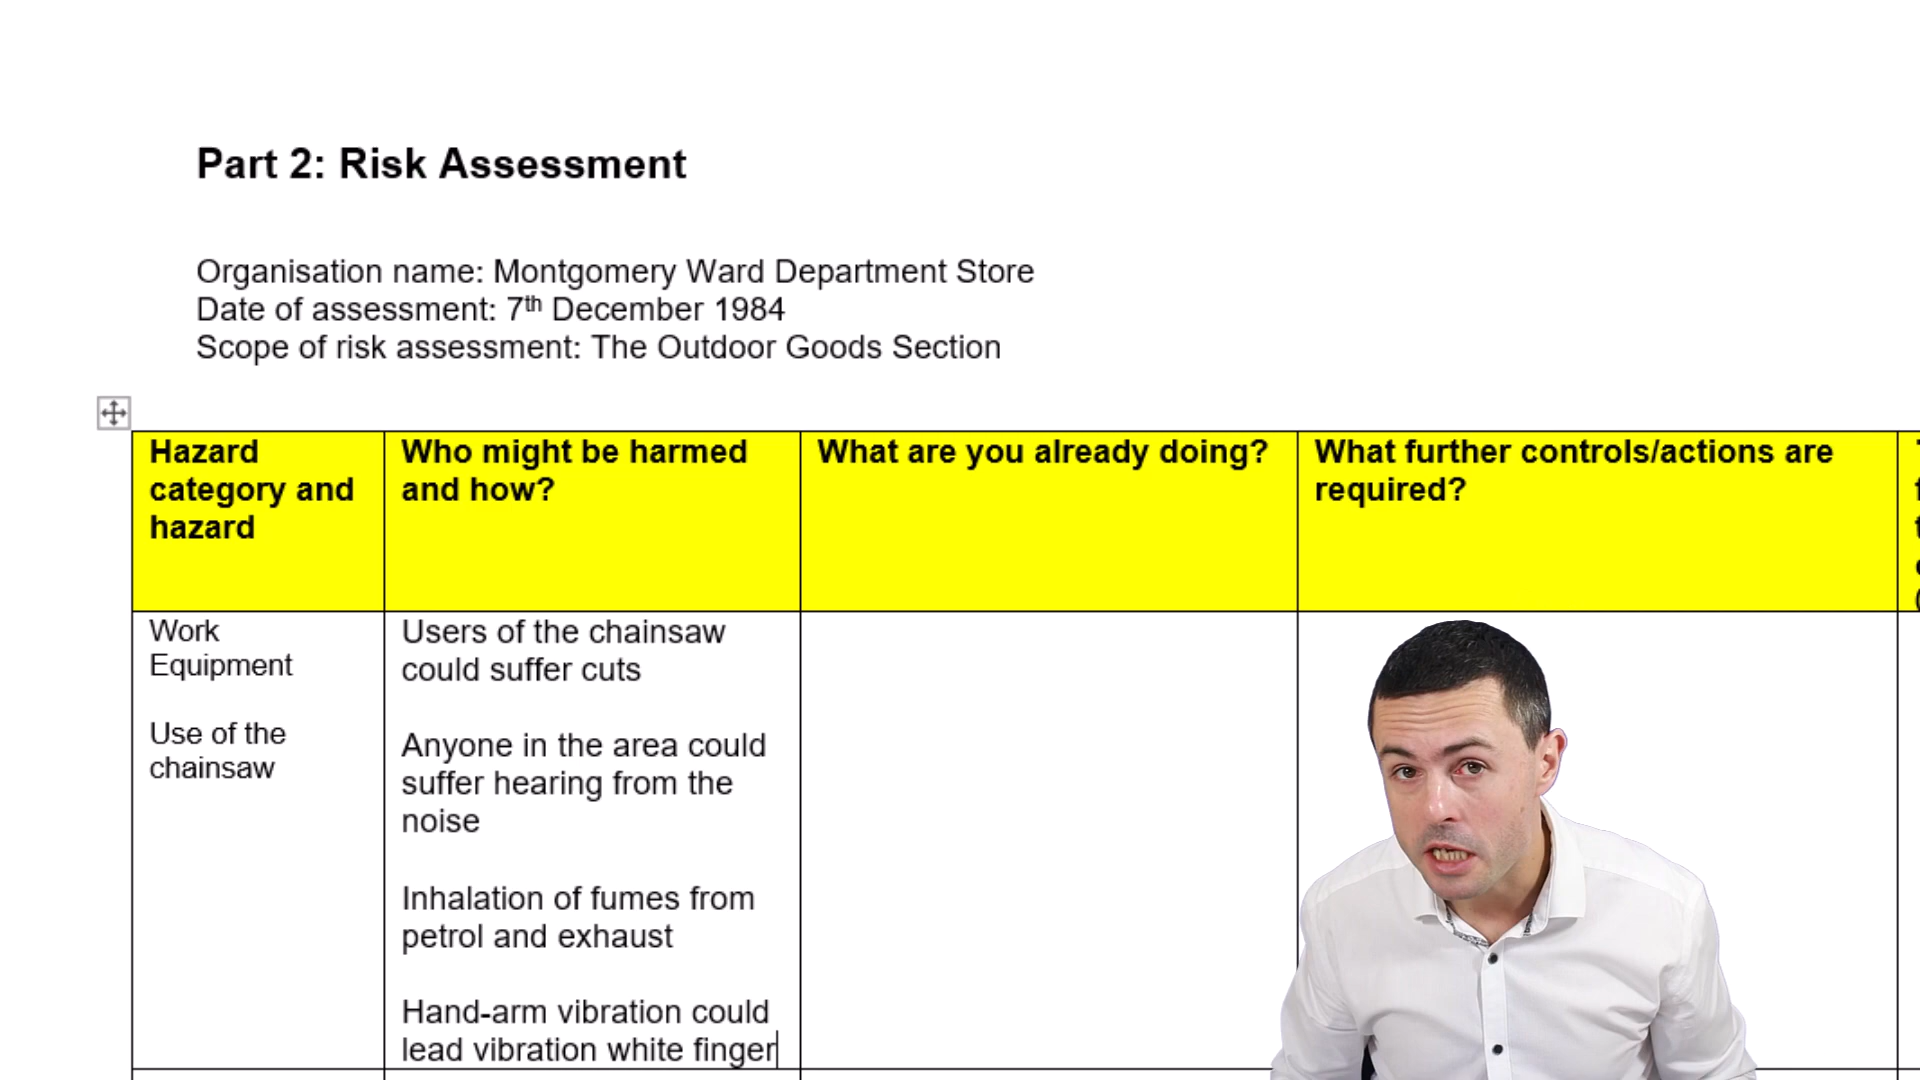 Part 2: Risk Assessment
Organisation name: Montgomery Ward Department Store
Date of assessment: 7th December 1984
Scope of risk assessment: The Outdoor Goods Section
Hazard
category and
hazard
Who might be harmed
and how?
What are you already doing?
What further controls/actions are
required?
Work
Equipment
Use of the
chainsaw
Users of the chainsaw
could suffer cuts
Anyone in the area could
suffer hearing from the
noise
Inhalation of fumes from
petrol and exhaust
Hand-arm vibration could
lead vibration white finger